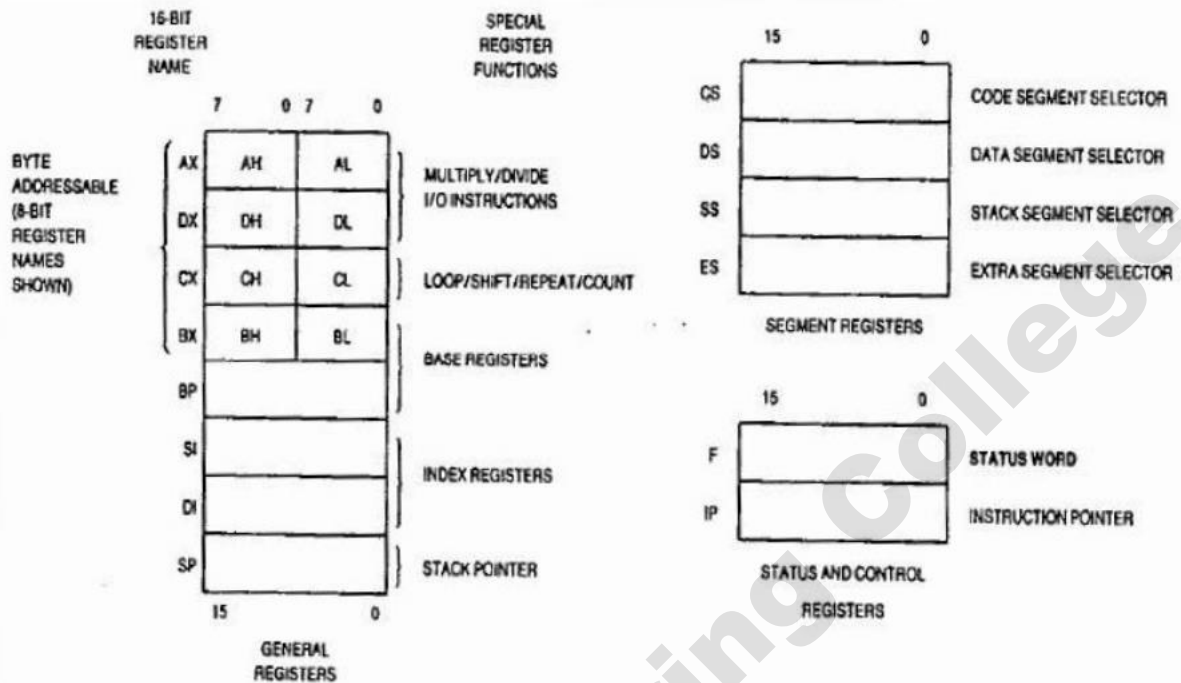 16-BIT
REGISTER
NAME
SPECIAL
REGISTER
FUNCTIONS
7 0 7 0
BYTE
ADDRESSABLE
(8-BIT
REGISTER
NAMES
SHOWN)
AX AH AL
DX DH DL
MULTIPLY/DIVIDE
I/O INSTRUCTIONS
CX CH CL
LOOP/SHIFT/REPEAT/COUNT
BX BH BL
BASE REGISTERS
BP
SI
INDEX REGISTERS
DI
SP
STACK POINTER
15 0
GENERAL
REGISTERS
15 0
CS CODE SEGMENT SELECTOR
DS DATA SEGMENT SELECTOR
SS STACK SEGMENT SELECTOR
ES EXTRA SEGMENT SELECTOR
SEGMENT REGISTERS
15 0
F STATUS WORD
IP INSTRUCTION POINTER
STATUS AND CONTROL
REGISTERS
ing College